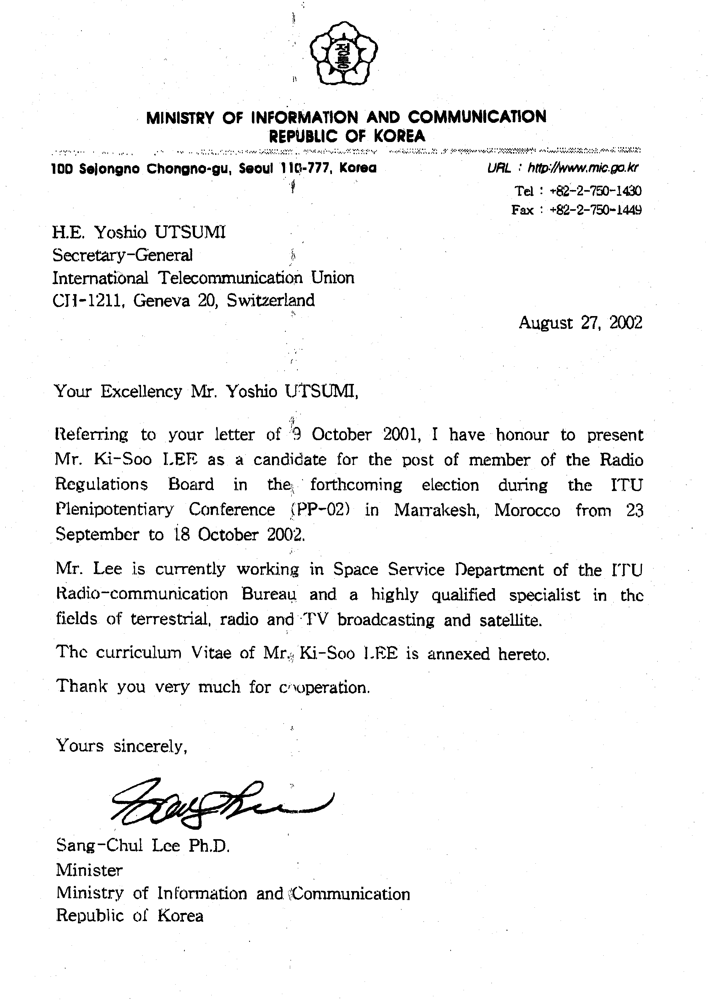 정통
MINISTRY OF INFORMATION AND COMMUNICATION
REPUBLIC OF KOREA
100 Sejongno Chongno-gu, Seoul 110-777, Korea
URL : http://www.mic.go.kr
Tel : +82-2-750-1430
Fax : +82-2-750-1449
H.E. Yoshio UTSUMI
Secretary-General
International Telecommunication Union
CH-1211, Geneva 20, Switzerland
August 27, 2002
Your Excellency Mr. Yoshio UTSUMI,
Referring to your letter of 9 October 2001, I have honour to present
Mr. Ki-Soo LEE as a candidate for the post of member of the Radio
Regulations Board in the forthcoming election during the ITU
Plenipotentiary Conference (PP-02) in Marrakesh, Morocco from 23
September to 18 October 2002.
Mr. Lee is currently working in Space Service Department of the ITU
Radio-communication Bureau and a highly qualified specialist in the
fields of terrestrial, radio and TV broadcasting and satellite.
The curriculum Vitae of Mr. Ki-Soo LEE is annexed hereto.
Thank you very much for cooperation.
Yours sincerely,
Sang-Chul Lee Ph.D.
Minister
Ministry of Information and Communication
Republic of Korea